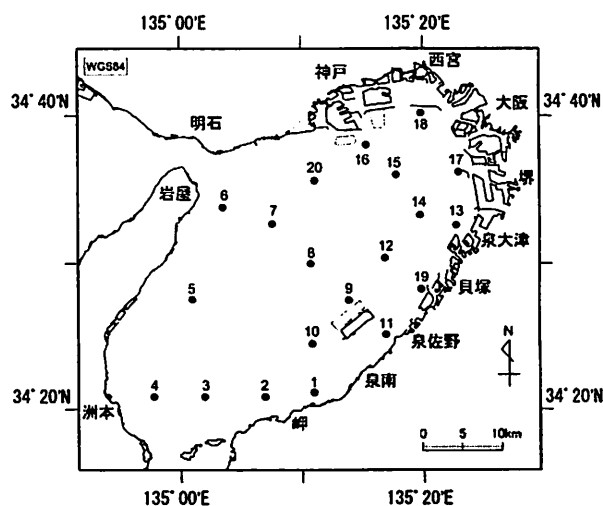 135° 00'E
135° 20'E
WGS84
34° 40'N
34° 40'N
神戸
西宮
大阪
明石
堺
岩屋
泉大津
貝塚
泉佐野
泉南
岬
洲本
18
16
15
17
20
6
7
14
13
8
12
5
9
19
10
11
4
3
2
1
N
34° 20'N
34° 20'N
0 5 10km
135° 00'E
135° 20'E